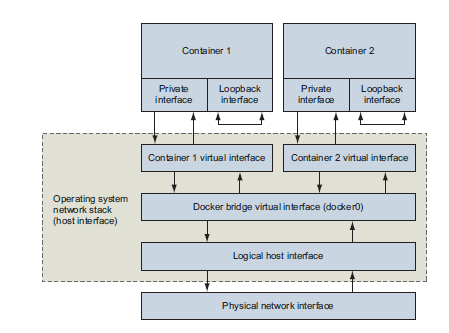 Container 1
Container 2
Private
interface
Loopback
interface
Private
interface
Loopback
interface
Container 1 virtual interface
Container 2 virtual interface
Operating system
network stack
(host interface)
Docker bridge virtual interface (docker0)
Logical host interface
Physical network interface